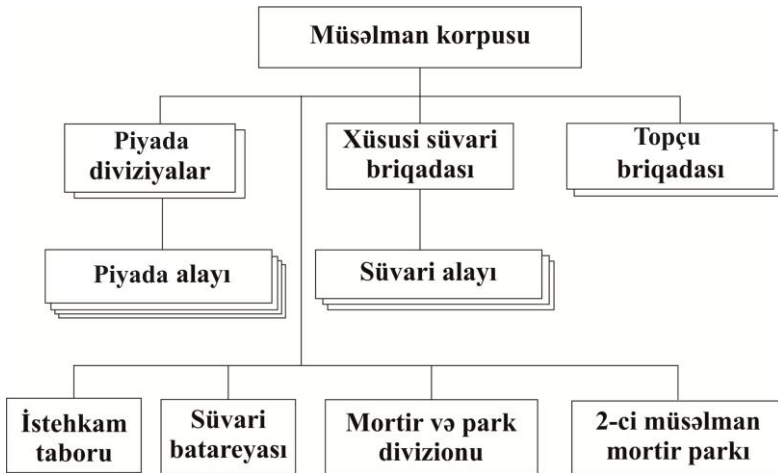 Müsəlman korpusu
Piyada
diviziyalar
Xüsusi süvari
briqadası
Topçu
briqadası
Piyada alayı
Süvari alayı
İstehkam
taboru
Süvari
batareyası
Mortir və park
divizionu
2-ci müsəlman
mortir parkı